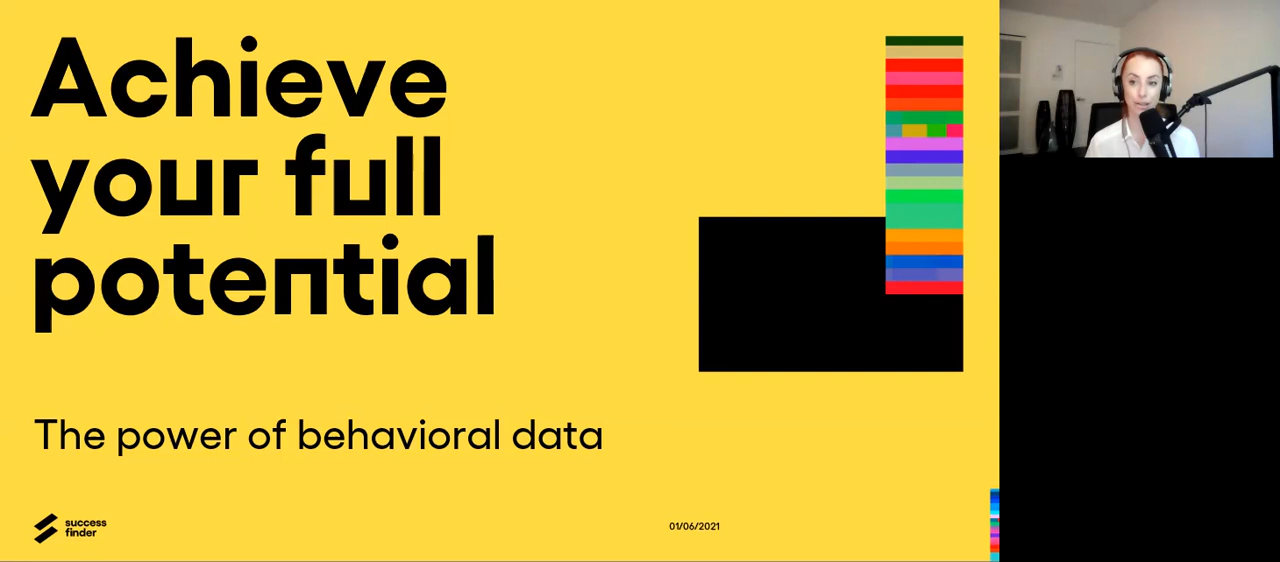 Achieve
your full
potential
The power of behavioral data
success
finder
01/06/2021